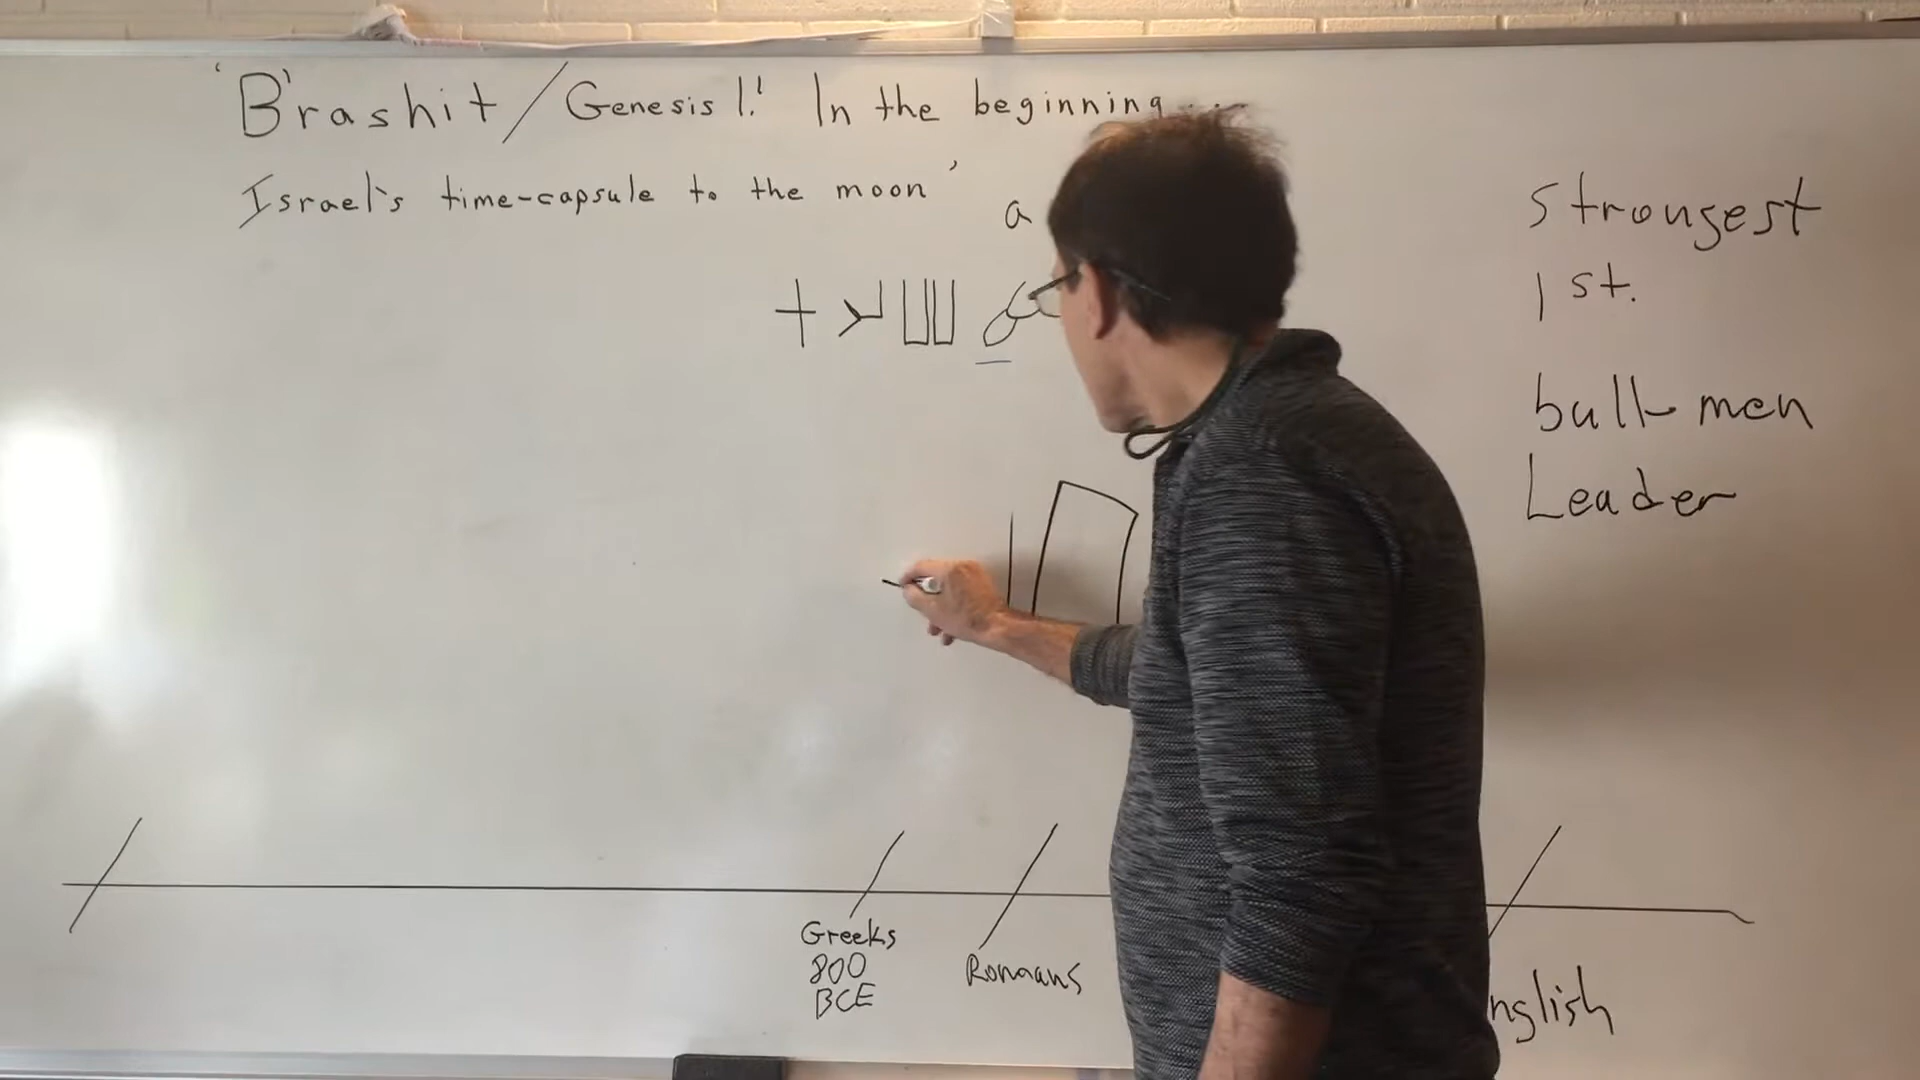 'B'rashit/Genesis 1:1 In the beginning...
Israel's time-capsule to the moon'
a
strongest
1st.
bull men
Leader
Greeks
800
BCE
Romans
nglish